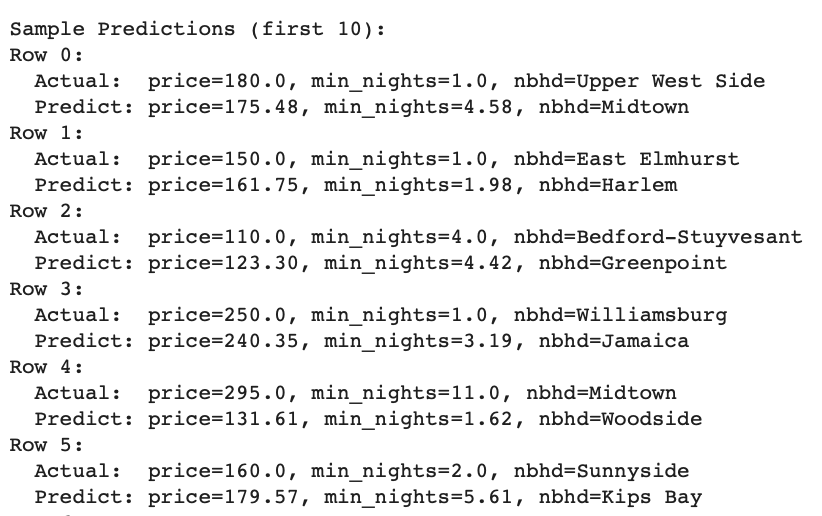 Sample Predictions (first 10):
Row 0:
Actual: price=180.0, min_nights=1.0, nbhd=Upper West Side
Predict: price=175.48, min_nights=4.58, nbhd=Midtown
Row 1:
Actual: price=150.0, min_nights=1.0, nbhd=East Elmhurst
Predict: price=161.75, min_nights=1.98, nbhd=Harlem
Row 2:
Actual: price=110.0, min_nights=4.0, nbhd=Bedford-Stuyvesant
Predict: price=123.30, min_nights=4.42, nbhd=Greenpoint
Row 3:
Actual: price=250.0, min_nights=1.0, nbhd=Williamsburg
Predict: price=240.35, min_nights=3.19, nbhd=Jamaica
Row 4:
Actual: price=295.0, min_nights=11.0, nbhd=Midtown
Predict: price=131.61, min_nights=1.62, nbhd=Woodside
Row 5:
Actual: price=160.0, min_nights=2.0, nbhd=Sunnyside
Predict: price=179.57, min_nights=5.61, nbhd=Kips Bay